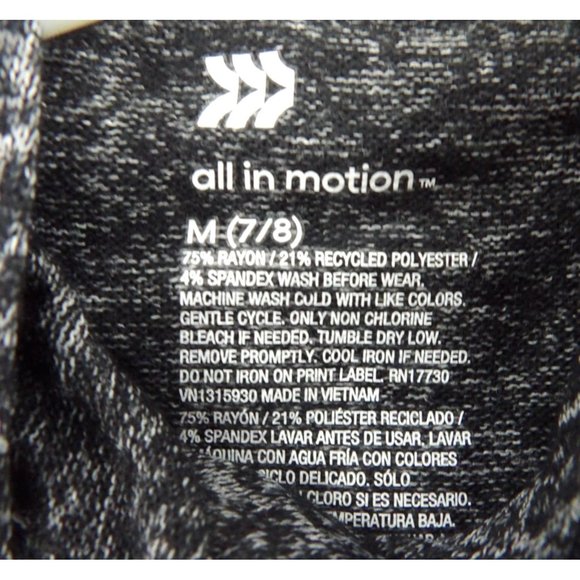 all in motion™
M (7/8)
75% RAYON / 21% RECYCLED POLYESTER /
4% SPANDEX WASH BEFORE WEAR.
MACHINE WASH COLD WITH LIKE COLORS.
GENTLE CYCLE. ONLY NON CHLORINE
BLEACH IF NEEDED. TUMBLE DRY LOW.
REMOVE PROMPTLY. COOL IRON IF NEEDED.
DO NOT IRON ON PRINT LABEL. RN17730
VN1315930 MADE IN VIETNAM
75% RAYÓN / 21% POLIÉSTER RECICLADO /
4% SPANDEX LAVAR ANTES DE USAR. LAVAR
CON AGUA FRÍA CON COLORES
DELICADO. SÓLO
CLORO SI ES NECESARIO.
BAJA.